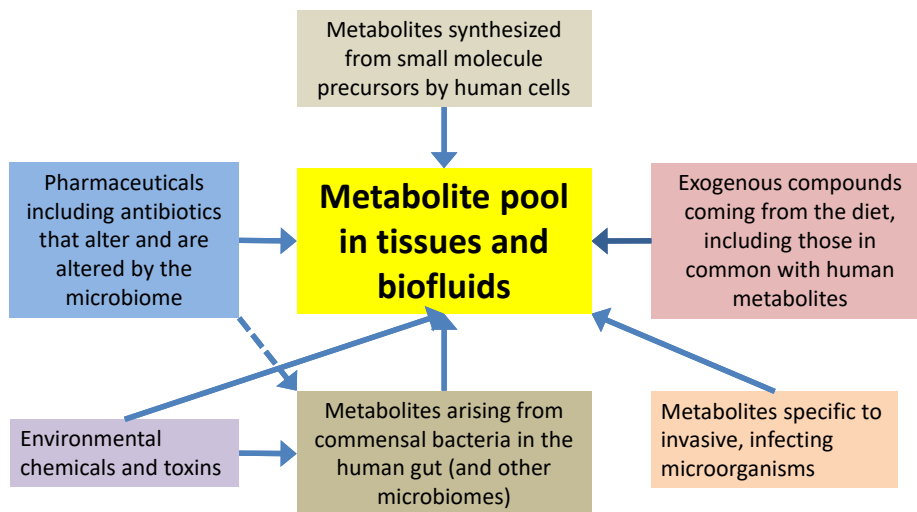 Metabolites synthesized
from small molecule
precursors by human cells
Pharmaceuticals
including antibiotics
that alter and are
altered by the
microbiome
Metabolite pool
in tissues and
biofluids
Exogenous compounds
coming from the diet,
including those in
common with human
metabolites
Environmental
chemicals and toxins
Metabolites arising from
commensal bacteria in the
human gut (and other
microbiomes)
Metabolites specific to
invasive, infecting
microorganisms